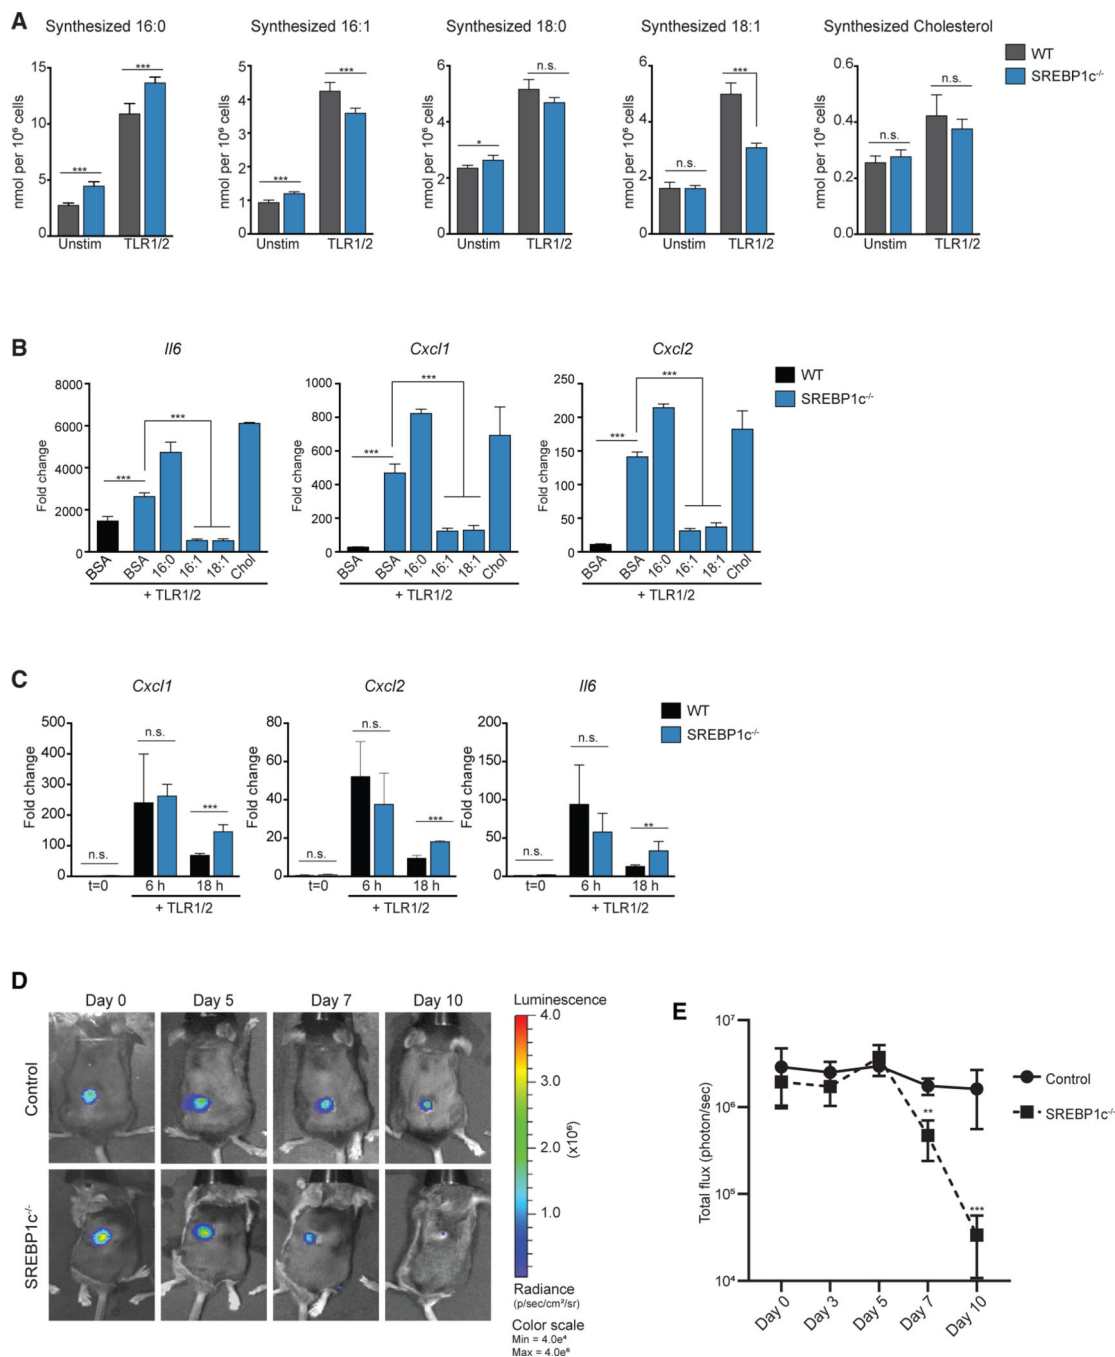 A
Synthesized 16:0
Synthesized 16:1
Synthesized 18:0
Synthesized 18:1
Synthesized Cholesterol
WT
SREBP1c⁻/⁻
nmol per 10⁶ cells
15
10
5
0
***
***
Unstim
TLR1/2
nmol per 10⁶ cells
5
4
3
2
1
0
***
***
Unstim
TLR1/2
nmol per 10⁶ cells
6
4
2
0
*
n.s.
Unstim
TLR1/2
nmol per 10⁶ cells
6
4
2
0
n.s.
***
Unstim
TLR1/2
nmol per 10⁶ cells
0.6
0.4
0.2
0.0
n.s.
n.s.
Unstim
TLR1/2
B
Il6
Cxcl1
Cxcl2
WT
SREBP1c⁻/⁻
Fold change
8000
6000
4000
2000
0
***
***
BSA
BSA
16:0
16:1
18:1
Chol
+ TLR1/2
Fold change
1000
800
600
400
200
0
***
***
BSA
BSA
16:0
16:1
18:1
Chol
+ TLR1/2
Fold change
250
200
150
100
50
0
***
***
BSA
BSA
16:0
16:1
18:1
Chol
+ TLR1/2
C
Cxcl1
Cxcl2
Il6
WT
SREBP1c⁻/⁻
Fold change
500
400
300
200
100
0
n.s.
n.s.
***
t=0
6 h
18 h
+ TLR1/2
Fold change
80
60
40
20
0
n.s.
n.s.
***
t=0
6 h
18 h
+ TLR1/2
Fold change
200
150
100
50
0
n.s.
n.s.
**
t=0
6 h
18 h
+ TLR1/2
D
Day 0
Day 5
Day 7
Day 10
Control
SREBP1c⁻/⁻
Luminescence
4.0
3.0
2.0
1.0
(x10⁶)
Radiance
(p/sec/cm²/sr)
Color scale
Min = 4.0e⁴
Max = 4.0e⁶
E
Total flux (photon/sec)
10⁷
10⁶
10⁵
10⁴
**
***
Control
SREBP1c⁻/⁻
Day 0
Day 3
Day 5
Day 7
Day 10